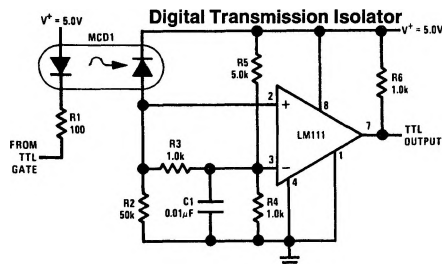 Digital Transmission Isolator
V⁺ = 5.0V
MCD1
V⁺ = 5.0V
R5
5.0k
R6
1.0k
R1
100
2
+
8
LM111
7
TTL
OUTPUT
FROM
TTL
GATE
R3
1.0k
3
−
4
1
R2
50k
C1
0.01μF
R4
1.0k